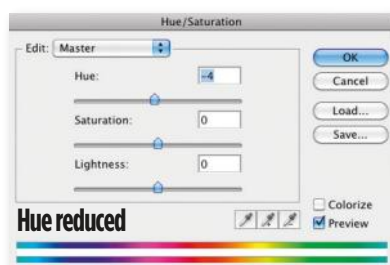 Hue/Saturation
Edit: Master
Hue: -4
Saturation: 0
Lightness: 0
OK
Cancel
Load...
Save...
Colorize
Preview
Hue reduced